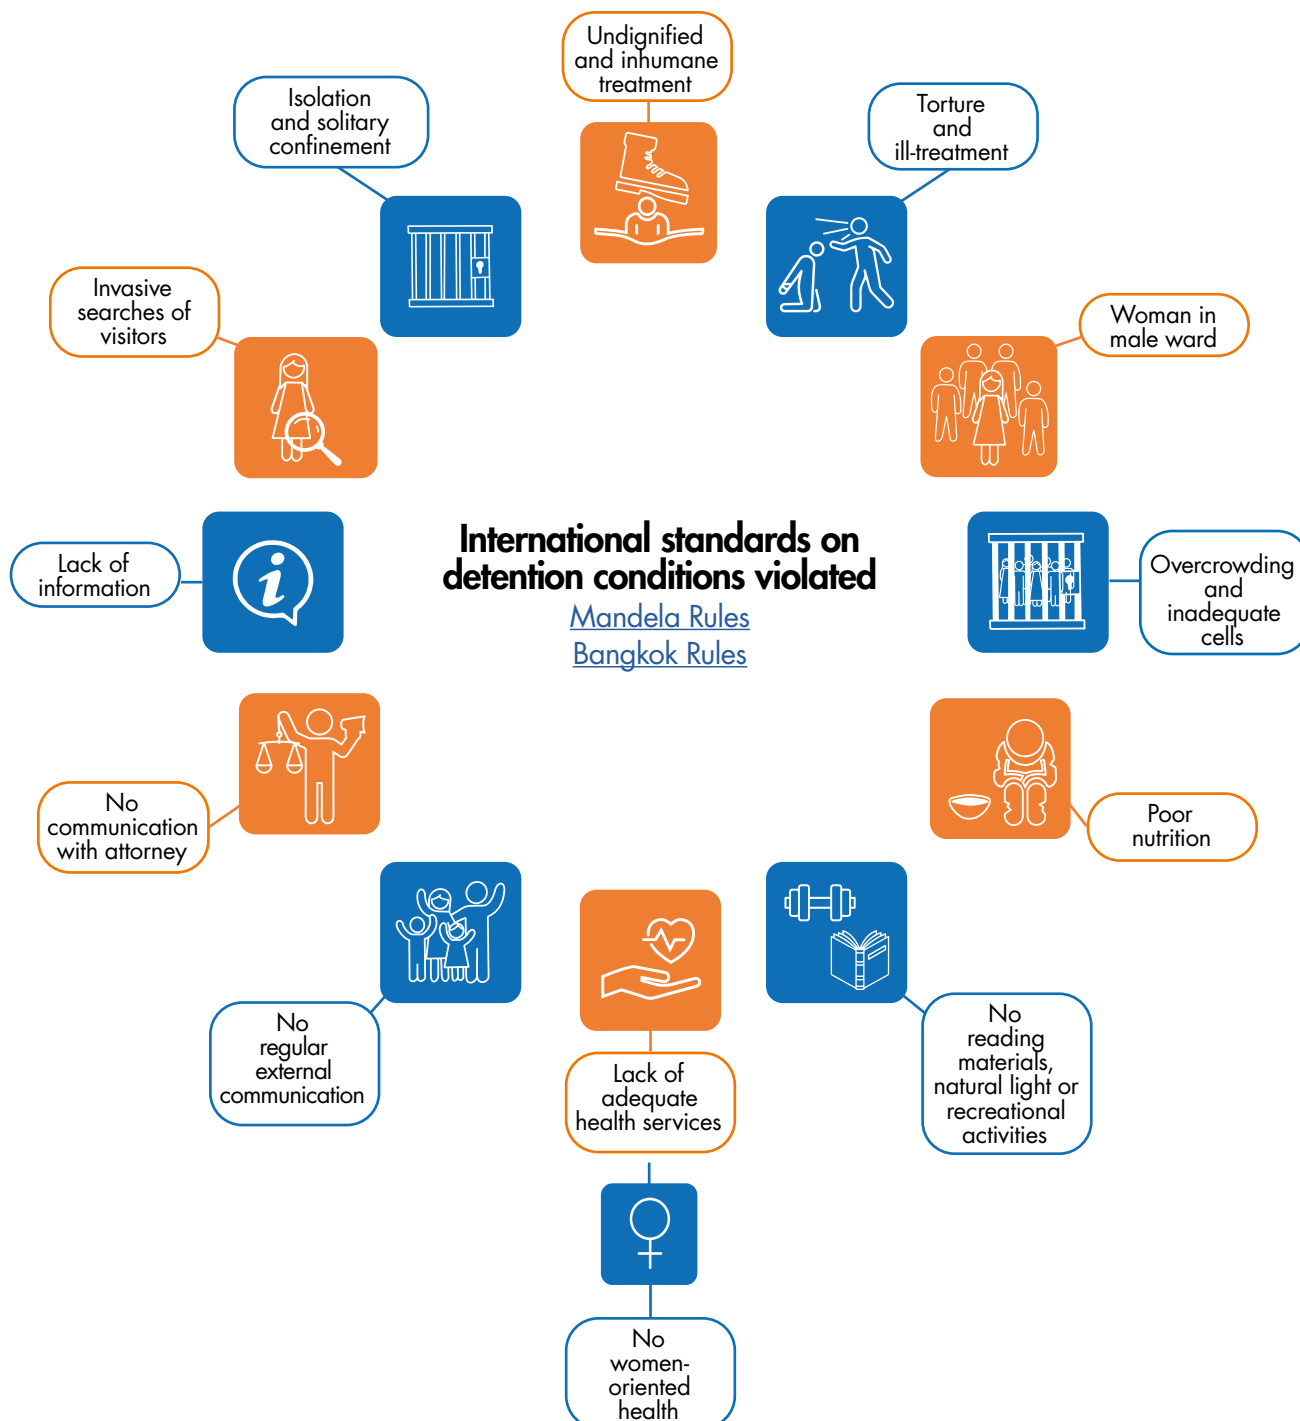 Undignified
and inhumane
treatment
Isolation
and solitary
confinement
Torture
and
ill-treatment
Invasive
searches of
visitors
Woman in
male ward
International standards on
detention conditions violated
Mandela Rules
Bangkok Rules
Lack of
information
Overcrowding
and
inadequate
cells
No
communication
with attorney
Poor
nutrition
No
regular
external
communication
Lack of
adequate
health services
No
reading
materials,
natural light or
recreational
activities
No
women-
oriented
health